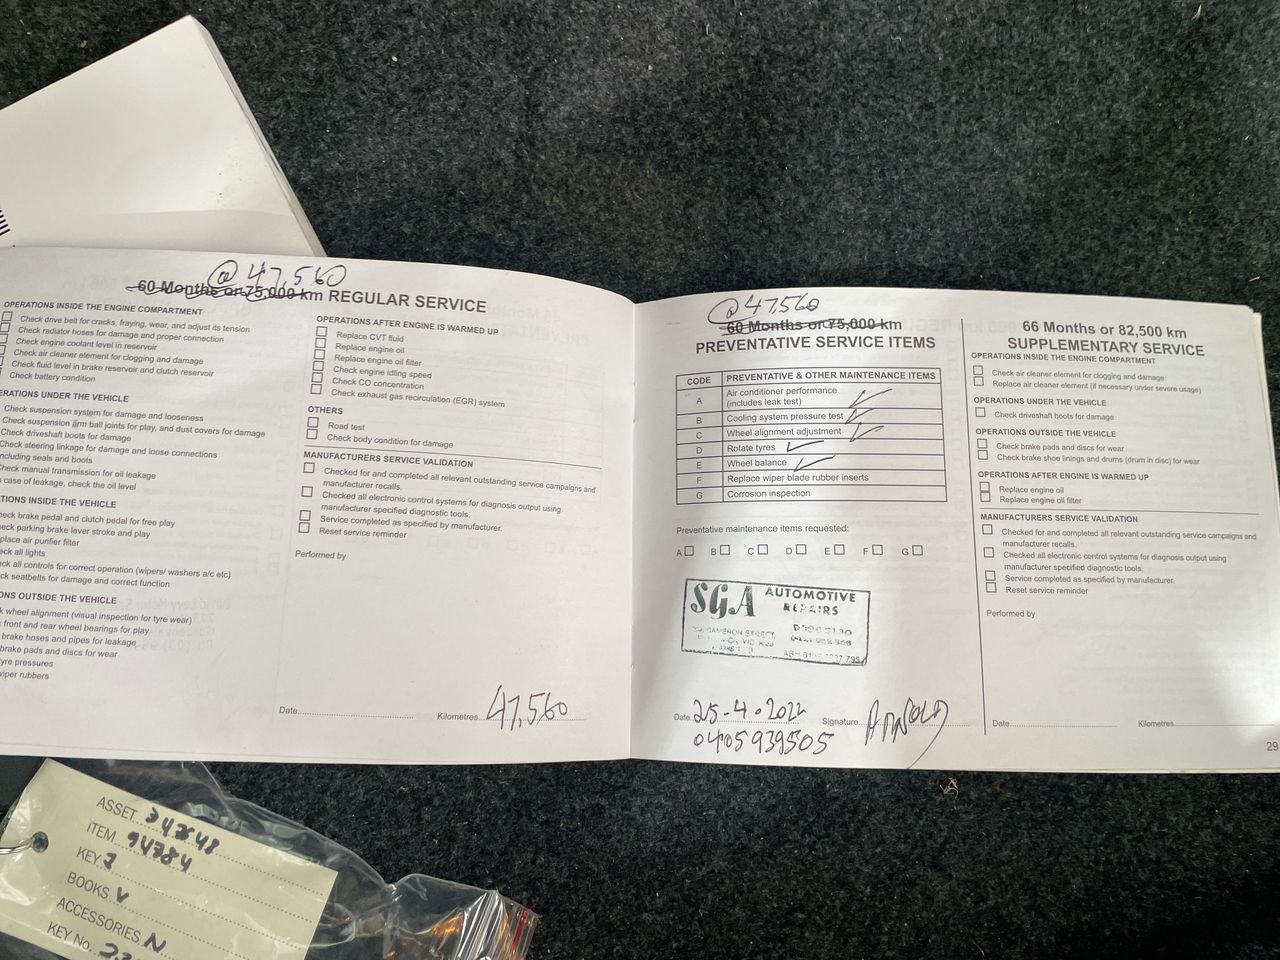 @ 47,560
60 Months or 75,000 km REGULAR SERVICE
OPERATIONS INSIDE THE ENGINE COMPARTMENT
Check drive belt for cracks, fraying, wear, and adjust its tension
Check radiator hoses for damage and proper connection
Check engine coolant level in reservoir
Check air cleaner element for clogging and damage
Check fluid level in brake reservoir and clutch reservoir
Check battery condition
ERATIONS UNDER THE VEHICLE
Check suspension system for damage and looseness
Check suspension arm ball joints for play, and dust covers for damage
Check driveshaft boots for damage
Check steering linkage for damage and loose connections
ncluding seals and boots
heck manual transmission for oil leakage
case of leakage, check the oil level
TIONS INSIDE THE VEHICLE
eck brake pedal and clutch pedal for free play
eck parking brake lever stroke and play
place air purifier filter
eck all lights
ck all controls for correct operation (wipers/ washers a/c etc)
ck seatbelts for damage and correct function
ONS OUTSIDE THE VEHICLE
k wheel alignment (visual inspection for tyre wear)
front and rear wheel bearings for play
brake hoses and pipes for leakage
brake pads and discs for wear
yre pressures
viper rubbers
OPERATIONS AFTER ENGINE IS WARMED UP
Replace CVT fluid
Replace engine oil
Replace engine oil filter
Check engine idling speed
Check CO concentration
Check exhaust gas recirculation (EGR) system
OTHERS
Road test
Check body condition for damage
MANUFACTURERS SERVICE VALIDATION
Checked for and completed all relevant outstanding service campaigns and
manufacturer recalls.
Checked all electronic control systems for diagnosis output using
manufacturer specified diagnostic tools.
Service completed as specified by manufacturer.
Reset service reminder
Performed by
Date
Kilometres 47,560
@ 47,560
60 Months or 75,000 km
PREVENTATIVE SERVICE ITEMS
CODE PREVENTATIVE & OTHER MAINTENANCE ITEMS
A Air conditioner performance
(includes leak test)
B Cooling system pressure test
C Wheel alignment adjustment
D Rotate tyres
E Wheel balance
F Replace wiper blade rubber inserts
G Corrosion inspection
Preventative maintenance items requested:
A B C D E F G
SGA AUTOMOTIVE
REPAIRS
CAMERON STREET,
Date 25-4-2022 Signature ARNOLD
0405939505
66 Months or 82,500 km
SUPPLEMENTARY SERVICE
OPERATIONS INSIDE THE ENGINE COMPARTMENT
Check air cleaner element for clogging and damage
Replace air cleaner element (if necessary under severe usage)
OPERATIONS UNDER THE VEHICLE
Check driveshaft boots for damage
OPERATIONS OUTSIDE THE VEHICLE
Check brake pads and discs for wear
Check brake shoe linings and drums (drum in disc) for wear
OPERATIONS AFTER ENGINE IS WARMED UP
Replace engine oil
Replace engine oil filter
MANUFACTURERS SERVICE VALIDATION
Checked for and completed all relevant outstanding service campaigns and
manufacturer recalls.
Checked all electronic control systems for diagnosis output using
manufacturer specified diagnostic tools.
Service completed as specified by manufacturer.
Reset service reminder
Performed by
Date
Kilometres
29
ASSET
ITEM 94784
KEY
BOOKS V
ACCESSORIES N
KEY No.